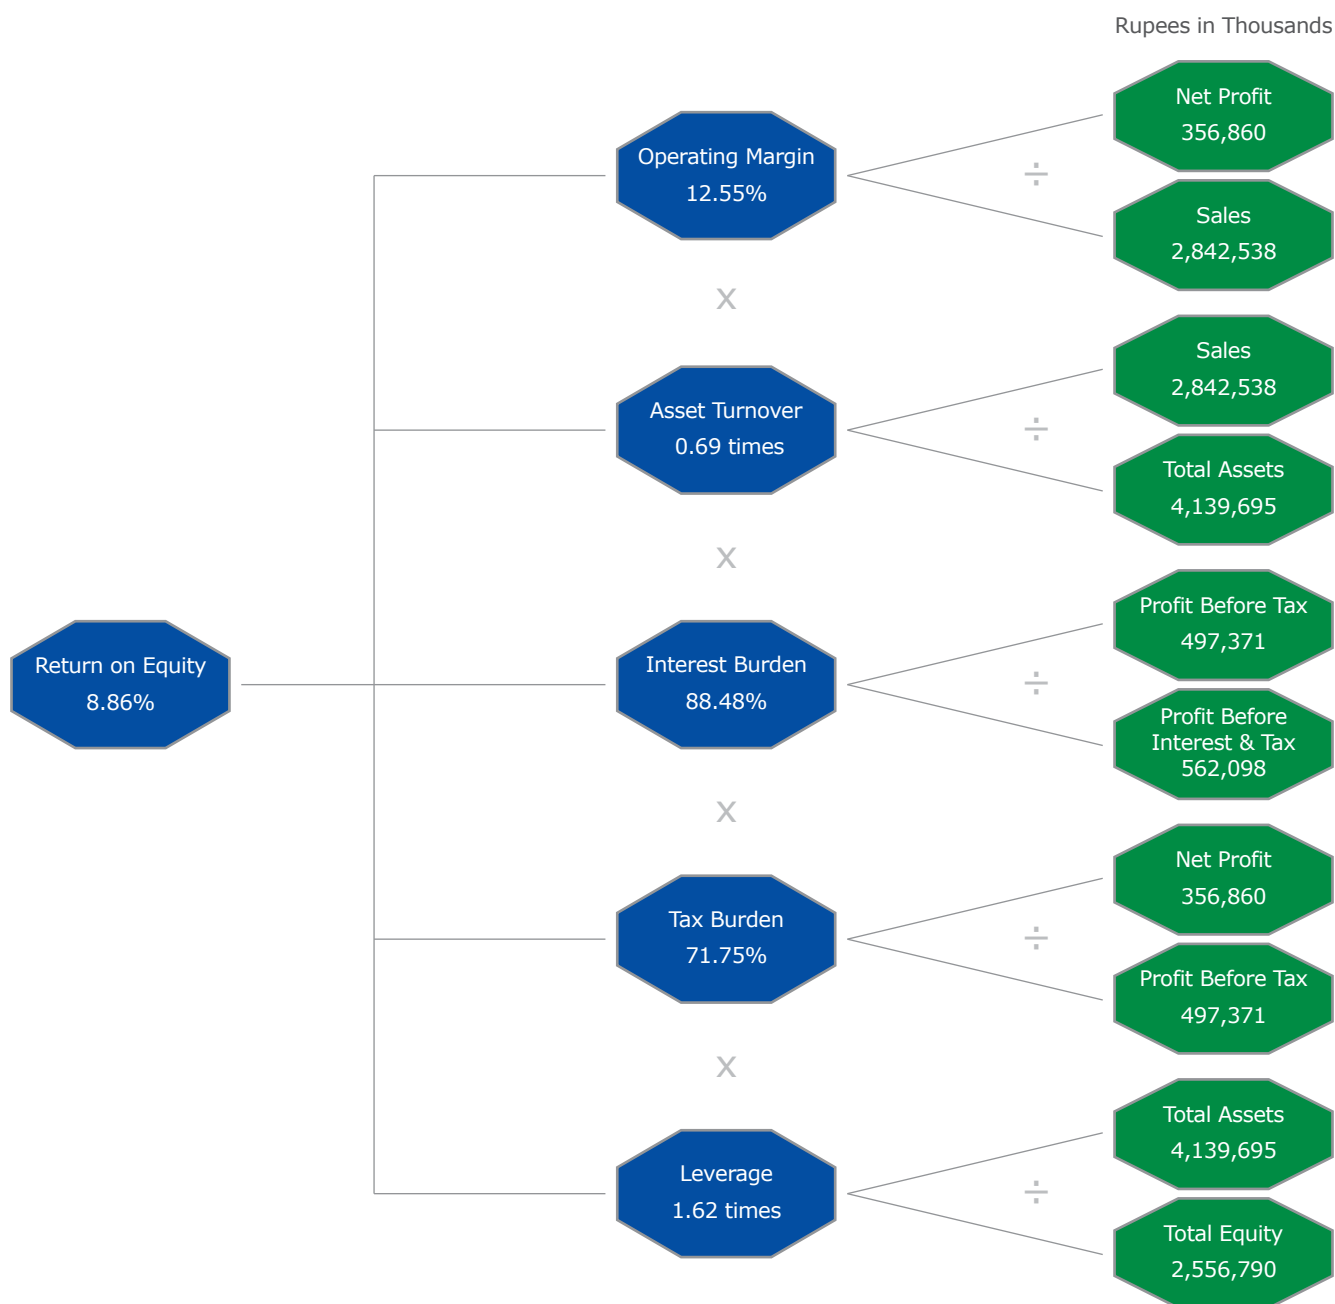 Rupees in Thousands
Net Profit
356,860
Operating Margin
12.55%
÷
Sales
2,842,538
x
Sales
2,842,538
Asset Turnover
0.69 times
÷
Total Assets
4,139,695
x
Profit Before Tax
497,371
Return on Equity
8.86%
Interest Burden
88.48%
÷
Profit Before
Interest & Tax
562,098
x
Net Profit
356,860
Tax Burden
71.75%
÷
Profit Before Tax
497,371
x
Total Assets
4,139,695
Leverage
1.62 times
÷
Total Equity
2,556,790